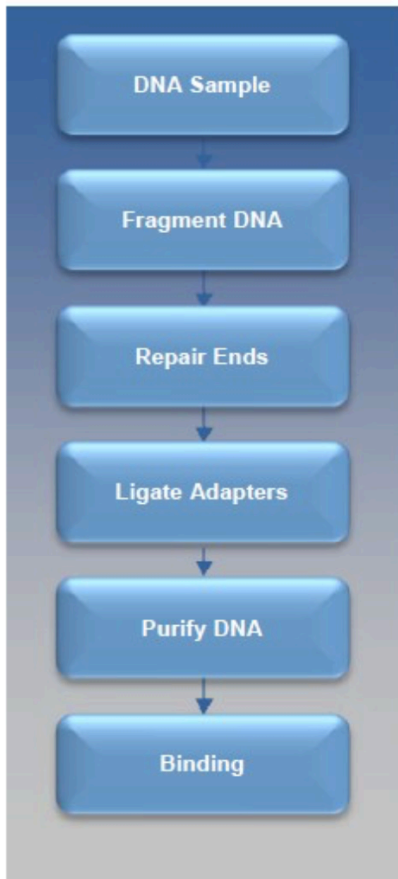 DNA Sample
Fragment DNA
Repair Ends
Ligate Adapters
Purify DNA
Binding